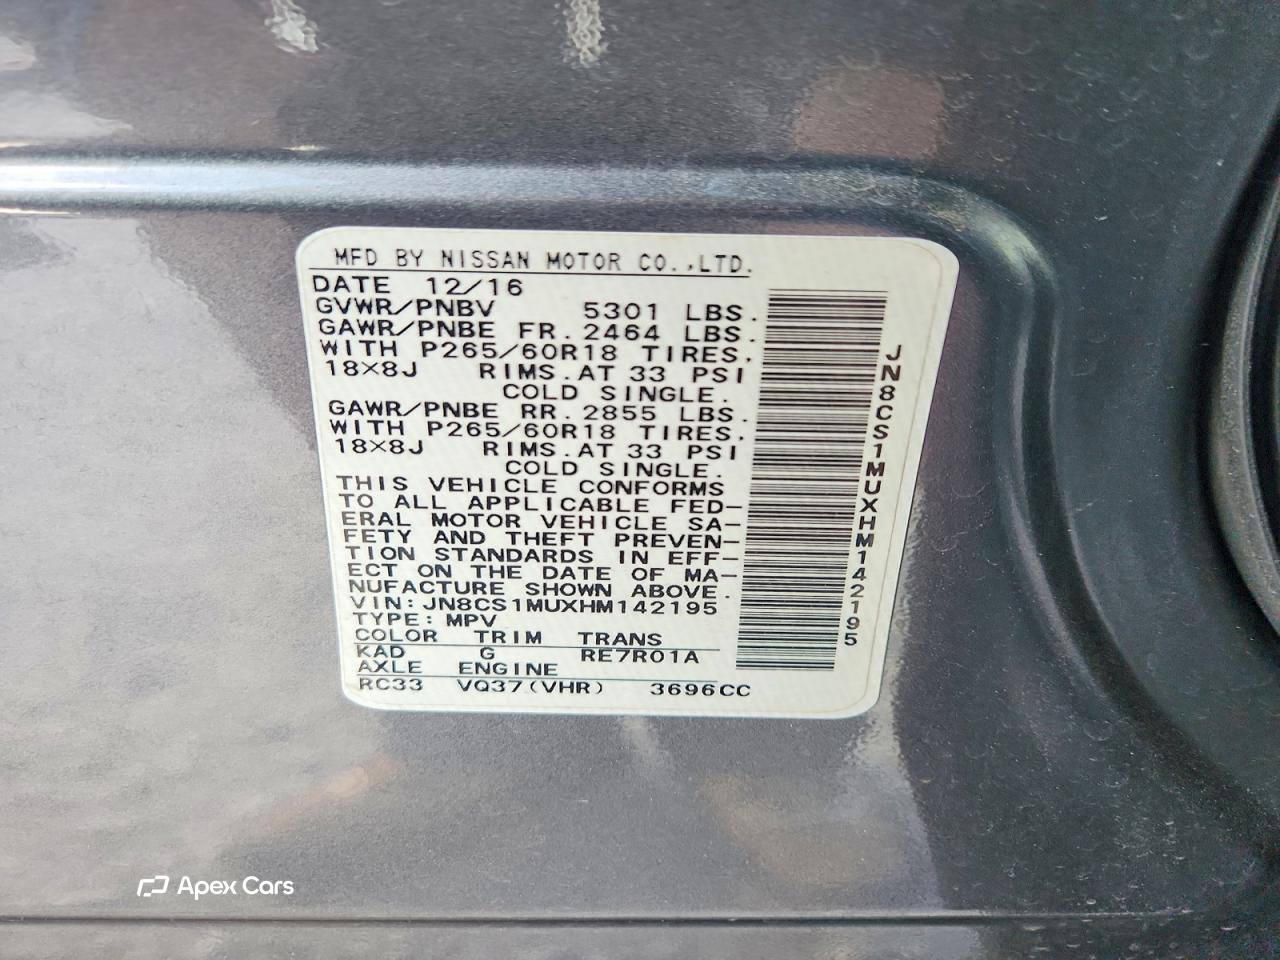 MFD BY NISSAN MOTOR CO.,LTD.
DATE 12/16
GVWR/PNBV 5301 LBS.
GAWR/PNBE FR.2464 LBS.
WITH P265/60R18 TIRES.
18×8J RIMS.AT 33 PSI
COLD SINGLE.
GAWR/PNBE RR.2855 LBS.
WITH P265/60R18 TIRES.
18×8J RIMS.AT 33 PSI
COLD SINGLE.
THIS VEHICLE CONFORMS
TO ALL APPLICABLE FED-
ERAL MOTOR VEHICLE SA-
FETY AND THEFT PREVEN-
TION STANDARDS IN EFF-
ECT ON THE DATE OF MA-
NUFACTURE SHOWN ABOVE.
VIN:JN8CS1MUXHM142195
TYPE:MPV
COLOR TRIM TRANS
KAD G RE7R01A
AXLE ENGINE
RC33 VQ37(VHR) 3696CC
JN8CS1MUXHM142195
Apex Cars